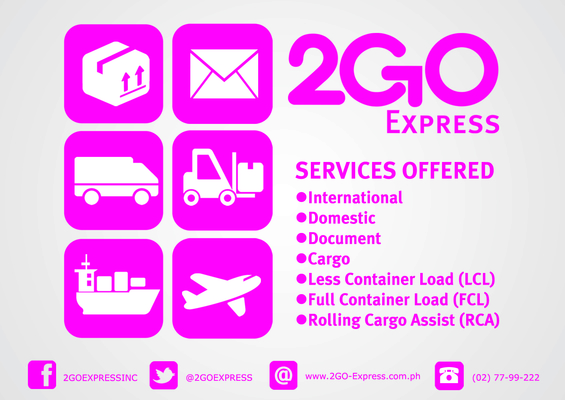 2GO
EXPRESS
SERVICES OFFERED
●International
●Domestic
●Document
●Cargo
●Less Container Load (LCL)
●Full Container Load (FCL)
●Rolling Cargo Assist (RCA)
f 2GOEXPRESSINC @2GOEXPRESS @ www.2GO-Express.com.ph (02) 77-99-222